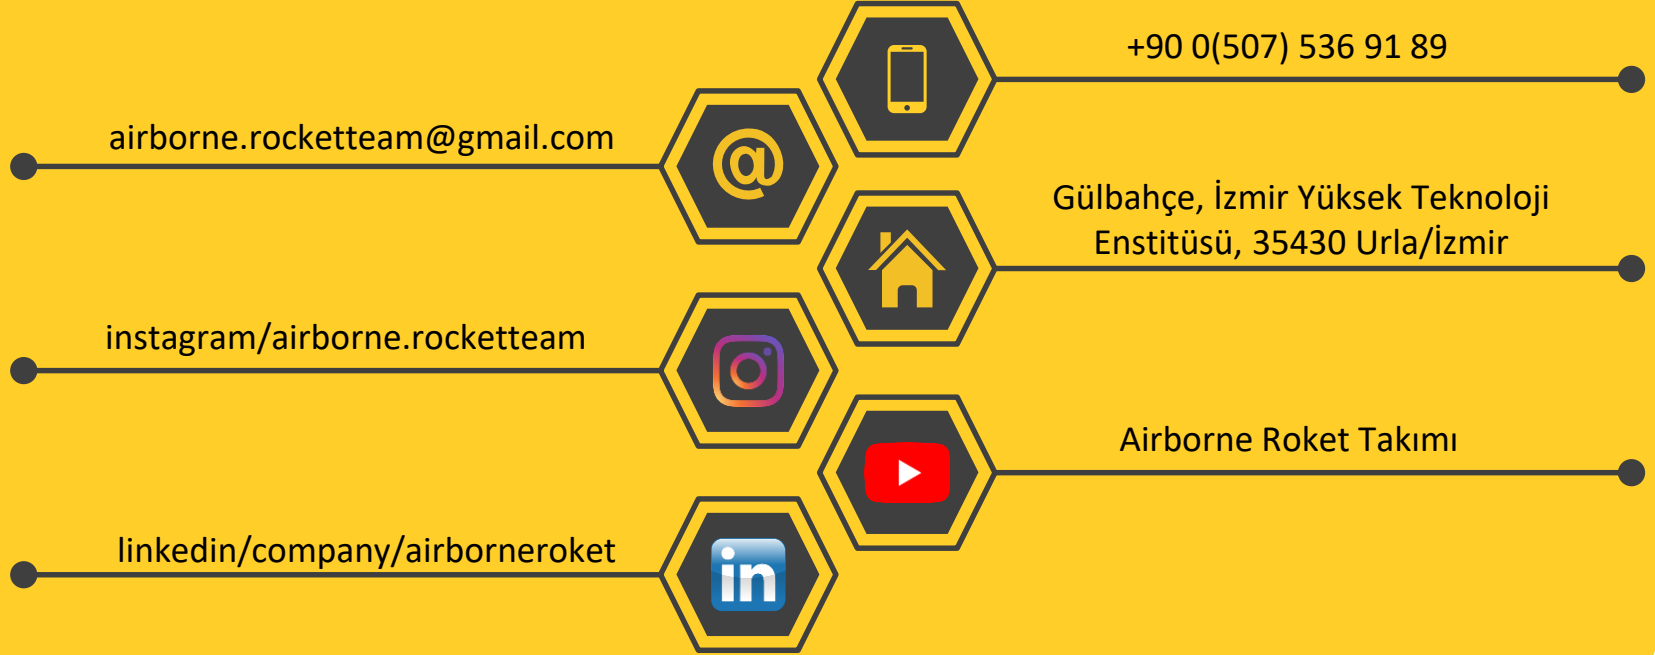 +90 0(507) 536 91 89
airborne.rocketteam@gmail.com
@
Gülbahçe, İzmir Yüksek Teknoloji
Enstitüsü, 35430 Urla/İzmir
instagram/airborne.rocketteam
Airborne Roket Takımı
linkedin/company/airborneroket
in